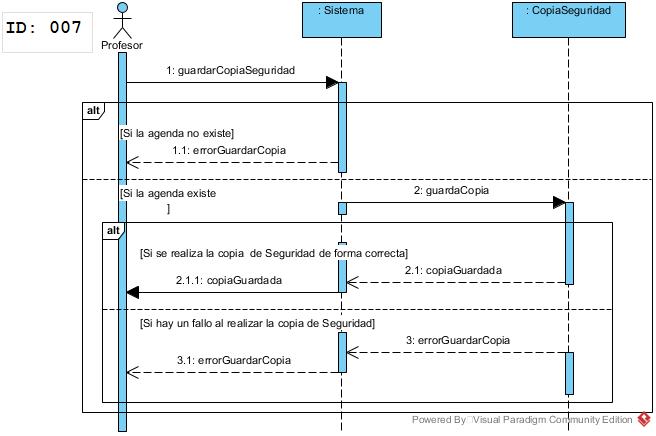 ID: 007
Profesor
: Sistema
: CopiaSeguridad
1: guardarCopiaSeguridad
alt
[Si la agenda no existe]
1.1: errorGuardarCopia
[Si la agenda existe
]
2: guardaCopia
alt
[Si se realiza la copia de Seguridad de forma correcta]
2.1: copiaGuardada
2.1.1: copiaGuardada
[Si hay un fallo al realizar la copia de Seguridad]
3: errorGuardarCopia
3.1: errorGuardarCopia
Powered By Visual Paradigm Community Edition